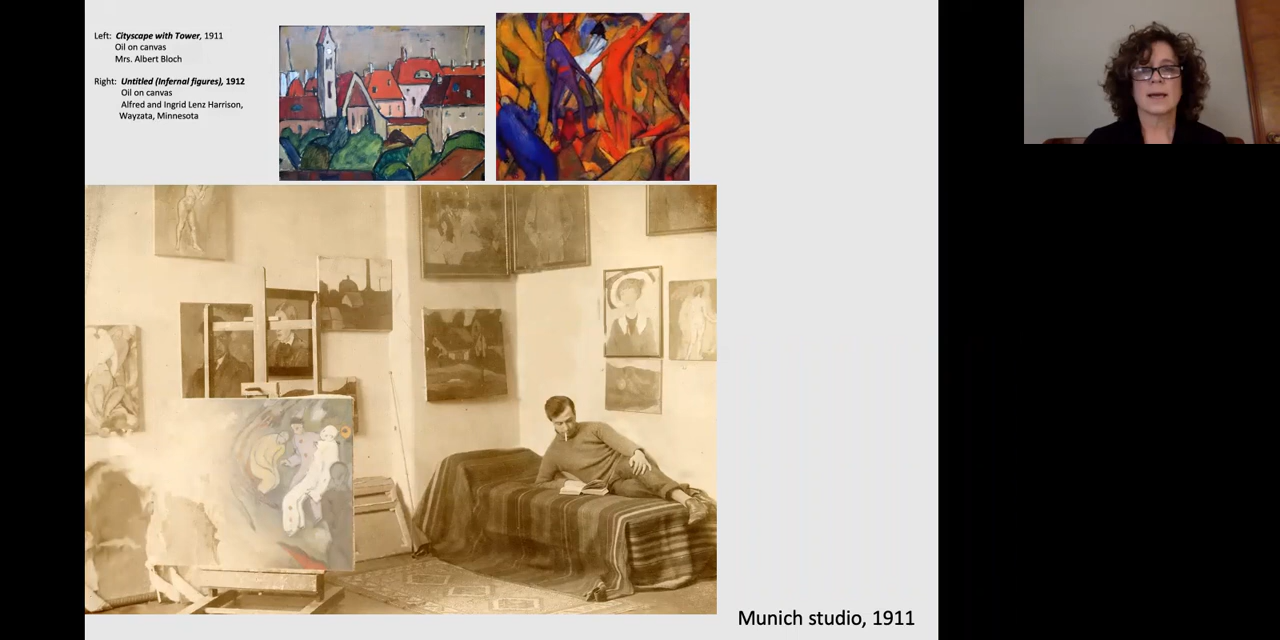 Left: Cityscape with Tower, 1911
Oil on canvas
Mrs. Albert Bloch
Right: Untitled (Infernal figures), 1912
Oil on canvas
Alfred and Ingrid Lenz Harrison,
Wayzata, Minnesota
Munich studio, 1911